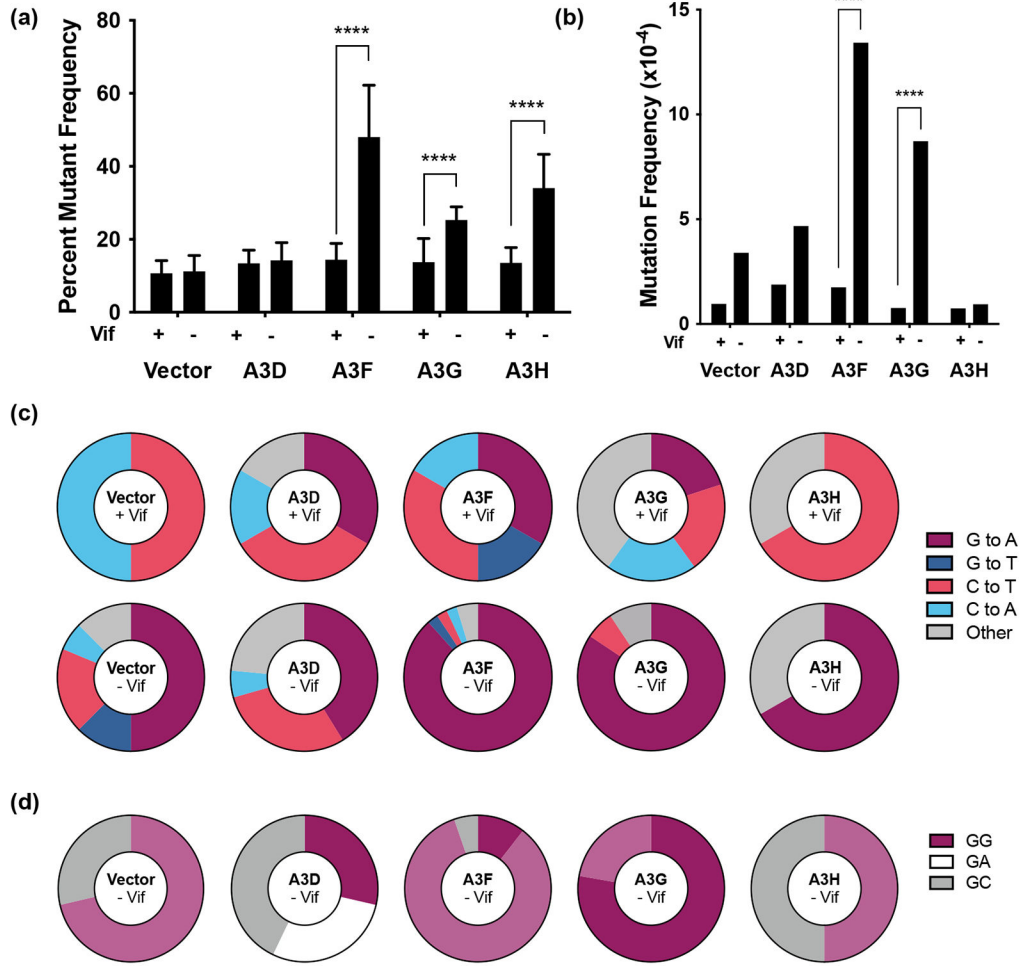 (a)
80
60
40
20
0
Percent Mutant Frequency
****
****
****
Vif + - + - + - + - + -
Vector A3D A3F A3G A3H
(b)
15
10
5
0
Mutation Frequency (x10-4)
****
Vif + - + - + - + - + -
Vector A3D A3F A3G A3H
(c)
Vector
+ Vif
A3D
+ Vif
A3F
+ Vif
A3G
+ Vif
A3H
+ Vif
Vector
- Vif
A3D
- Vif
A3F
- Vif
A3G
- Vif
A3H
- Vif
G to A
G to T
C to T
C to A
Other
(d)
Vector
- Vif
A3D
- Vif
A3F
- Vif
A3G
- Vif
A3H
- Vif
GG
GA
GC